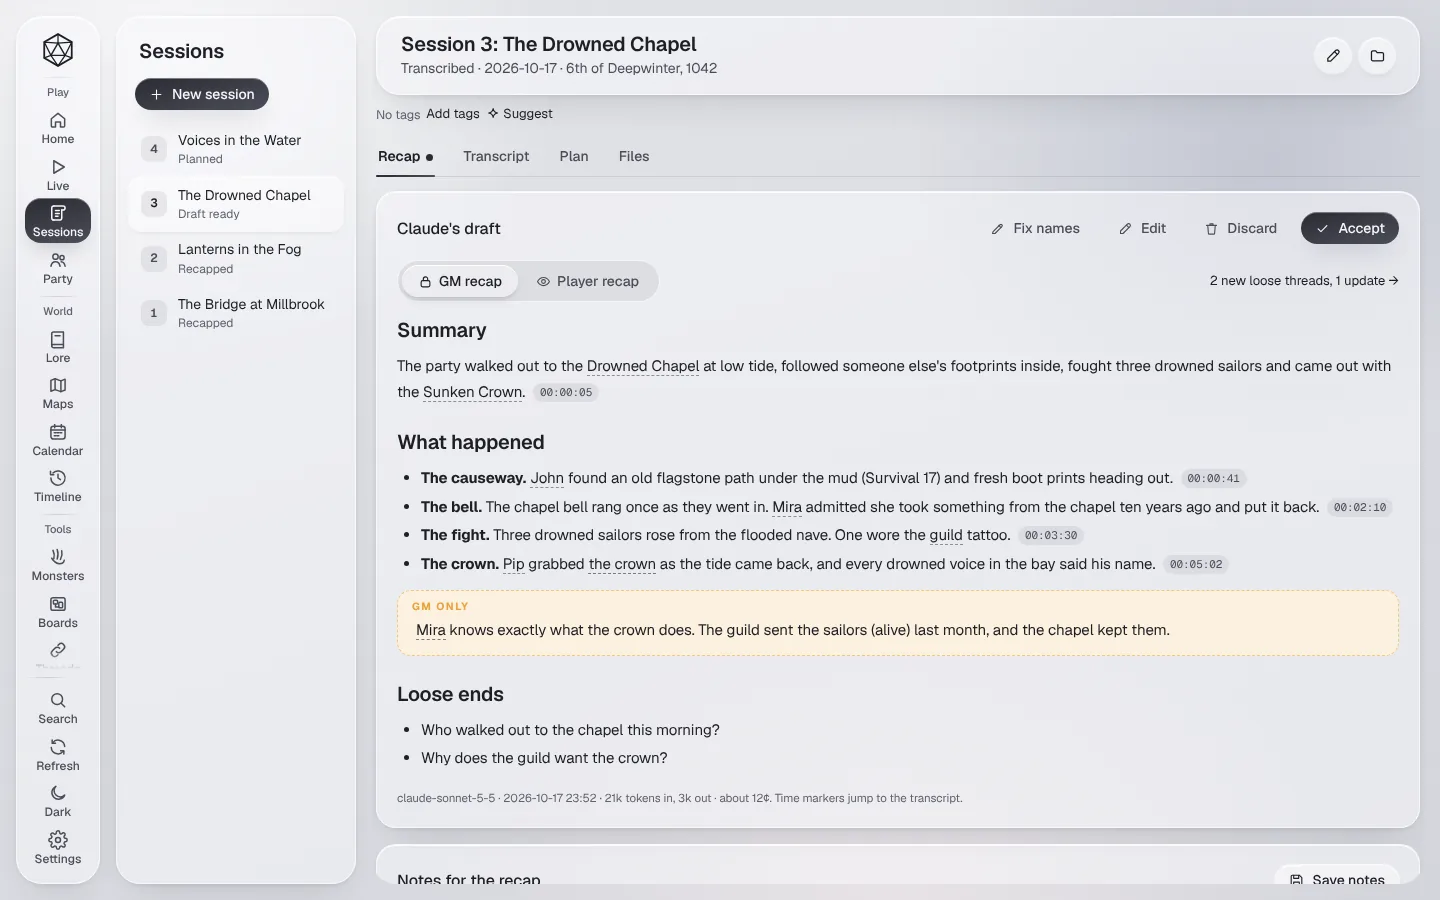 Play
Home
Live
Sessions
Party
World
Lore
Maps
Calendar
Timeline
Tools
Monsters
Boards
Search
Refresh
Dark
Settings
Sessions
+ New session
4 Voices in the Water
Planned
3 The Drowned Chapel
Draft ready
2 Lanterns in the Fog
Recapped
1 The Bridge at Millbrook
Recapped
Session 3: The Drowned Chapel
Transcribed · 2026-10-17 · 6th of Deepwinter, 1042
No tags Add tags Suggest
Recap Transcript Plan Files
Claude's draft
Fix names Edit Discard Accept
GM recap Player recap
2 new loose threads, 1 update →
Summary
The party walked out to the Drowned Chapel at low tide, followed someone else's footprints inside, fought three drowned sailors and came out with
the Sunken Crown. 00:00:05
What happened
• The causeway. John found an old flagstone path under the mud (Survival 17) and fresh boot prints heading out. 00:00:41
• The bell. The chapel bell rang once as they went in. Mira admitted she took something from the chapel ten years ago and put it back. 00:02:10
• The fight. Three drowned sailors rose from the flooded nave. One wore the guild tattoo. 00:03:30
• The crown. Pip grabbed the crown as the tide came back, and every drowned voice in the bay said his name. 00:05:02
GM ONLY
Mira knows exactly what the crown does. The guild sent the sailors (alive) last month, and the chapel kept them.
Loose ends
• Who walked out to the chapel this morning?
• Why does the guild want the crown?
claude-sonnet-5-5 · 2026-10-17 23:52 · 21k tokens in, 3k out · about 12¢. Time markers jump to the transcript.
Notes for the recap
Save notes